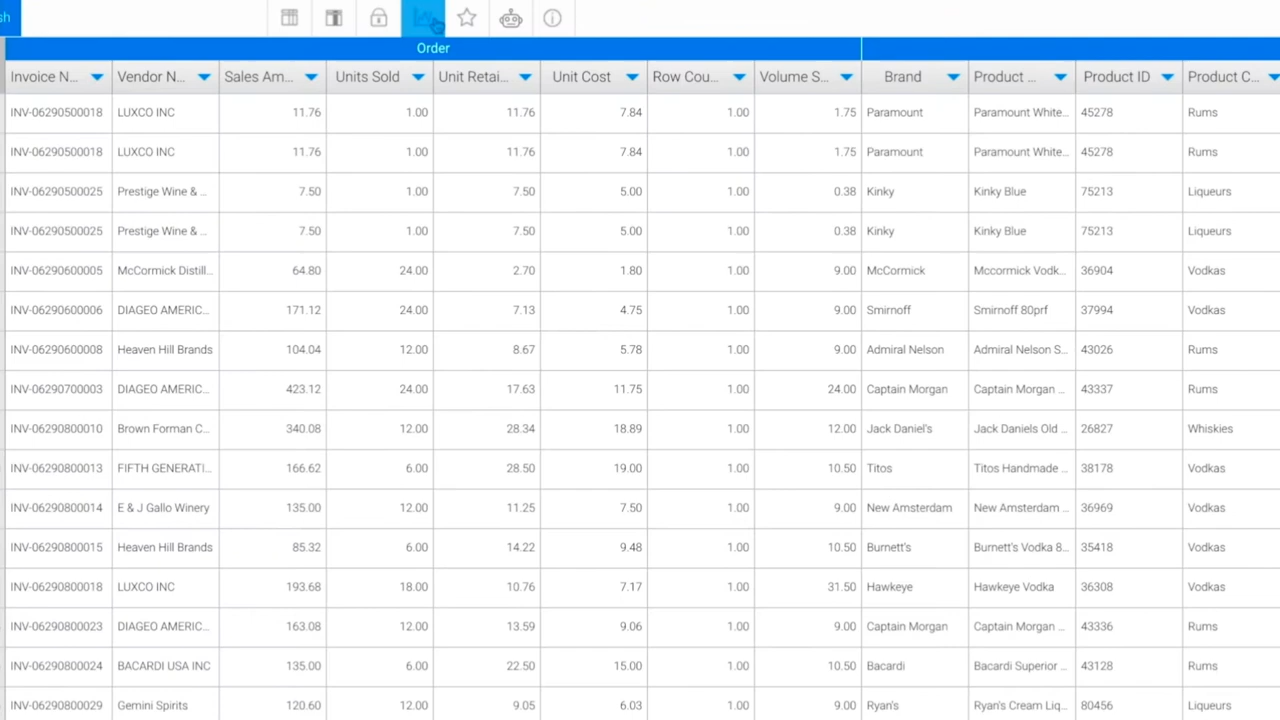 sh
Order
Invoice N... Vendor N... Sales Am... Units Sold Unit Retai... Unit Cost Row Cou... Volume S... Brand Product ... Product ID Product C...
INV-06290500018 LUXCO INC 11.76 1.00 11.76 7.84 1.00 1.75 Paramount Paramount White... 45278 Rums
INV-06290500018 LUXCO INC 11.76 1.00 11.76 7.84 1.00 1.75 Paramount Paramount White... 45278 Rums
INV-06290500025 Prestige Wine & ... 7.50 1.00 7.50 5.00 1.00 0.38 Kinky Kinky Blue 75213 Liqueurs
INV-06290500025 Prestige Wine & ... 7.50 1.00 7.50 5.00 1.00 0.38 Kinky Kinky Blue 75213 Liqueurs
INV-06290600005 McCormick Distill... 64.80 24.00 2.70 1.80 1.00 9.00 McCormick Mccormick Vodk... 36904 Vodkas
INV-06290600006 DIAGEO AMERIC... 171.12 24.00 7.13 4.75 1.00 9.00 Smirnoff Smirnoff 80prf 37994 Vodkas
INV-06290600008 Heaven Hill Brands 104.04 12.00 8.67 5.78 1.00 9.00 Admiral Nelson Admiral Nelson S... 43026 Rums
INV-06290700003 DIAGEO AMERIC... 423.12 24.00 17.63 11.75 1.00 24.00 Captain Morgan Captain Morgan ... 43337 Rums
INV-06290800010 Brown Forman C... 340.08 12.00 28.34 18.89 1.00 12.00 Jack Daniel's Jack Daniels Old ... 26827 Whiskies
INV-06290800013 FIFTH GENERATI... 166.62 6.00 28.50 19.00 1.00 10.50 Titos Titos Handmade ... 38178 Vodkas
INV-06290800014 E & J Gallo Winery 135.00 12.00 11.25 7.50 1.00 9.00 New Amsterdam New Amsterdam ... 36969 Vodkas
INV-06290800015 Heaven Hill Brands 85.32 6.00 14.22 9.48 1.00 10.50 Burnett's Burnett's Vodka 8... 35418 Vodkas
INV-06290800018 LUXCO INC 193.68 18.00 10.76 7.17 1.00 31.50 Hawkeye Hawkeye Vodka 36308 Vodkas
INV-06290800023 DIAGEO AMERIC... 163.08 12.00 13.59 9.06 1.00 9.00 Captain Morgan Captain Morgan ... 43336 Rums
INV-06290800024 BACARDI USA INC 135.00 6.00 22.50 15.00 1.00 10.50 Bacardi Bacardi Superior ... 43128 Rums
INV-06290800029 Gemini Spirits 120.60 12.00 9.05 6.03 1.00 9.00 Ryan's Ryan's Cream Liq... 80456 Liqueurs